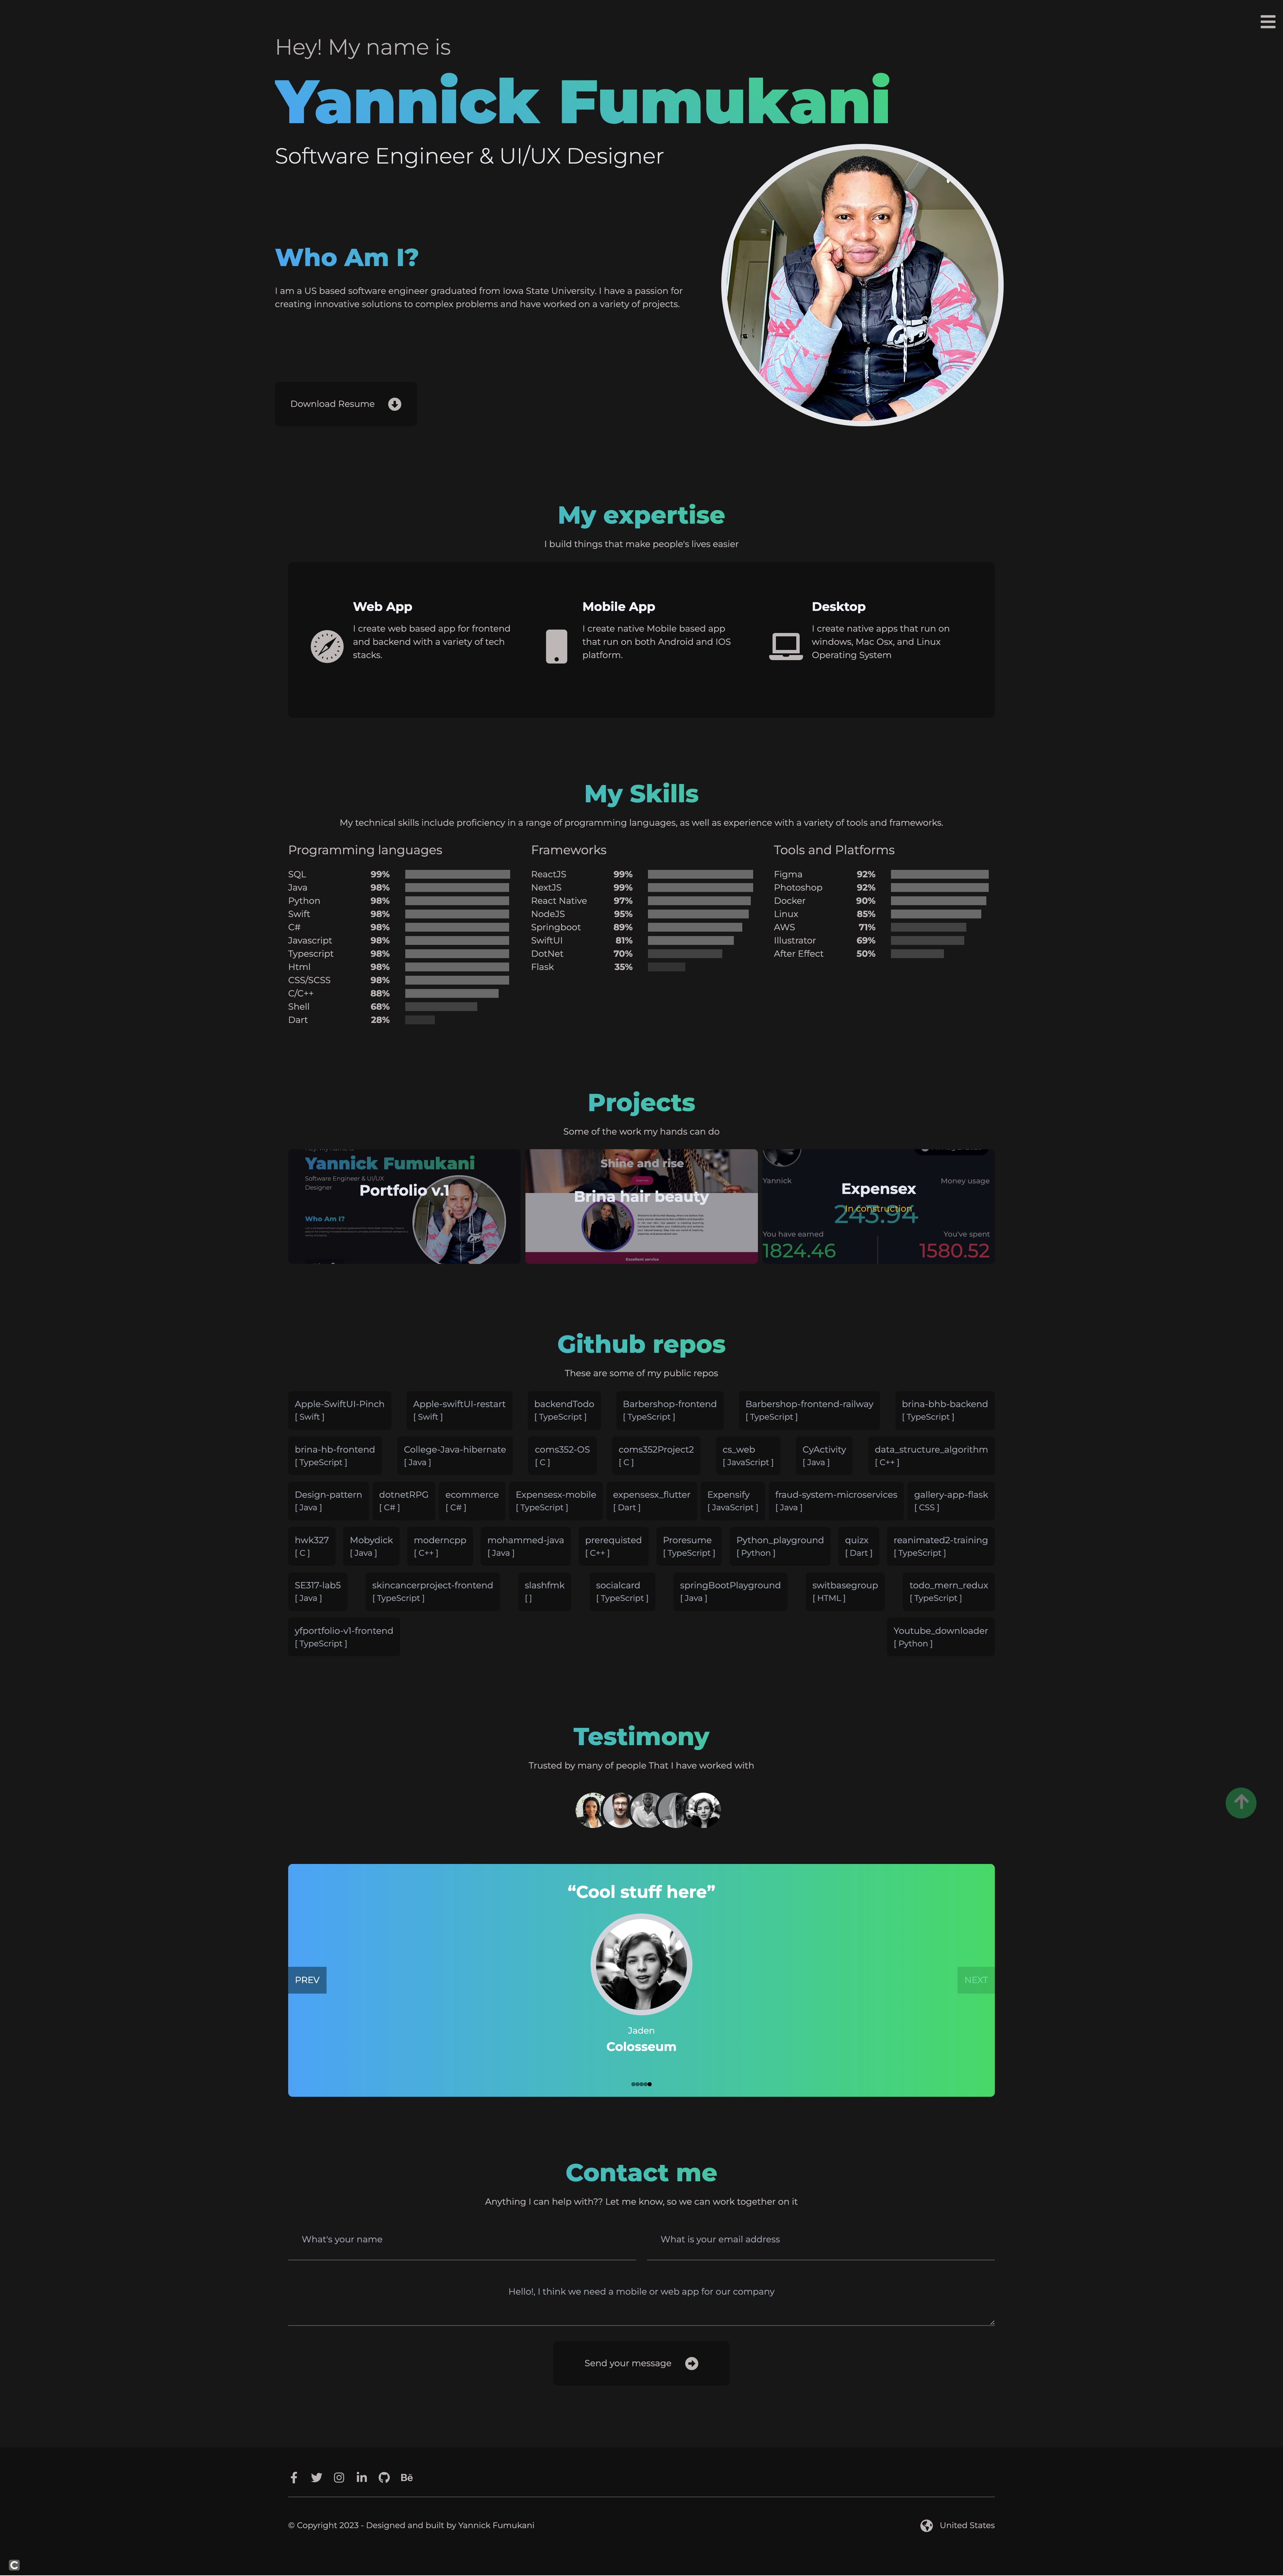 Hey! My name is
Yannick Fumukani
Software Engineer & UI/UX Designer
Who Am I?
I am a US based software engineer graduated from Iowa State University. I have a passion for
creating innovative solutions to complex problems and have worked on a variety of projects.
Download Resume
My expertise
I build things that make people's lives easier
Web App
I create web based app for frontend
and backend with a variety of tech
stacks.
Mobile App
I create native Mobile based app
that run on both Android and IOS
platform.
Desktop
I create native apps that run on
windows, Mac Osx, and Linux
Operating System
My Skills
My technical skills include proficiency in a range of programming languages, as well as experience with a variety of tools and frameworks.
Programming languages
SQL 99%
Java 98%
Python 98%
Swift 98%
C# 98%
Javascript 98%
Typescript 98%
Html 98%
CSS/SCSS 98%
C/C++ 88%
Shell 68%
Dart 28%
Frameworks
ReactJS 99%
NextJS 99%
React Native 97%
NodeJS 95%
Springboot 89%
SwiftUI 81%
DotNet 70%
Flask 35%
Tools and Platforms
Figma 92%
Photoshop 92%
Docker 90%
Linux 85%
AWS 71%
Illustrator 69%
After Effect 50%
Projects
Some of the work my hands can do
Yannick Fumukani
Software Engineer & UI/UX
Designer
Portfolio v.1
Who Am I?
Shine and rise
Brina hair beauty
Excellent service
Yannick
Money usage
Expensex
In construction
243.94
You have earned
You've spent
1824.46
1580.52
Github repos
These are some of my public repos
Apple-SwiftUI-Pinch
[ Swift ]
Apple-swiftUI-restart
[ Swift ]
backendTodo
[ TypeScript ]
Barbershop-frontend
[ TypeScript ]
Barbershop-frontend-railway
[ TypeScript ]
brina-bhb-backend
[ TypeScript ]
brina-hb-frontend
[ TypeScript ]
College-Java-hibernate
[ Java ]
coms352-OS
[ C ]
coms352Project2
[ C ]
cs_web
[ JavaScript ]
CyActivity
[ Java ]
data_structure_algorithm
[ C++ ]
Design-pattern
[ Java ]
dotnetRPG
[ C# ]
ecommerce
[ C# ]
Expensesx-mobile
[ TypeScript ]
expensesx_flutter
[ Dart ]
Expensify
[ JavaScript ]
fraud-system-microservices
[ Java ]
gallery-app-flask
[ CSS ]
hwk327
[ C ]
Mobydick
[ Java ]
moderncpp
[ C++ ]
mohammed-java
[ Java ]
prerequisted
[ C++ ]
Proresume
[ TypeScript ]
Python_playground
[ Python ]
quizx
[ Dart ]
reanimated2-training
[ TypeScript ]
SE317-lab5
[ Java ]
skincancerproject-frontend
[ TypeScript ]
slashfmk
[ ]
socialcard
[ TypeScript ]
springBootPlayground
[ Java ]
switbasegroup
[ HTML ]
todo_mern_redux
[ TypeScript ]
yfportfolio-v1-frontend
[ TypeScript ]
Youtube_downloader
[ Python ]
Testimony
Trusted by many of people That I have worked with
“Cool stuff here”
PREV
NEXT
Jaden
Colosseum
Contact me
Anything I can help with?? Let me know, so we can work together on it
What's your name
What is your email address
Hello!, I think we need a mobile or web app for our company
Send your message
© Copyright 2023 - Designed and built by Yannick Fumukani
United States